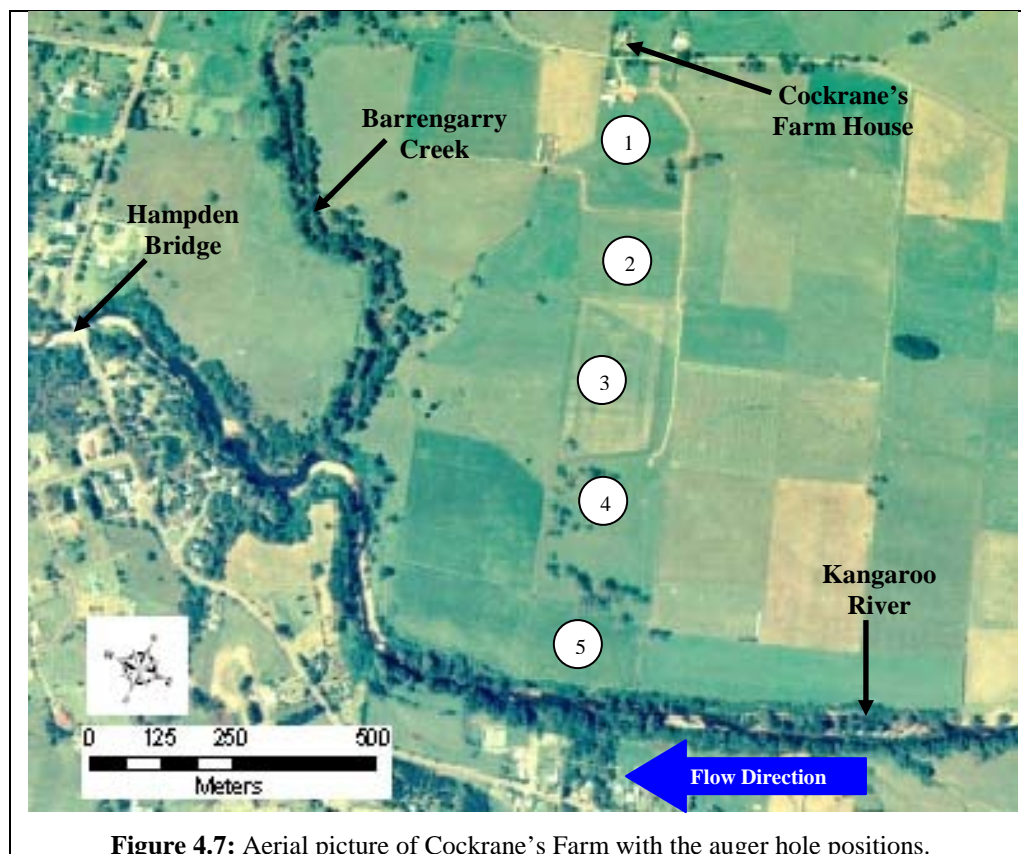 Cockrane's
Farm House
Barrengarry
Creek
1
Hampden
Bridge
2
3
4
Kangaroo
River
5
0 125 250 500
Meters
Flow Direction
Figure 4.7: Aerial picture of Cockrane's Farm with the auger hole positions.